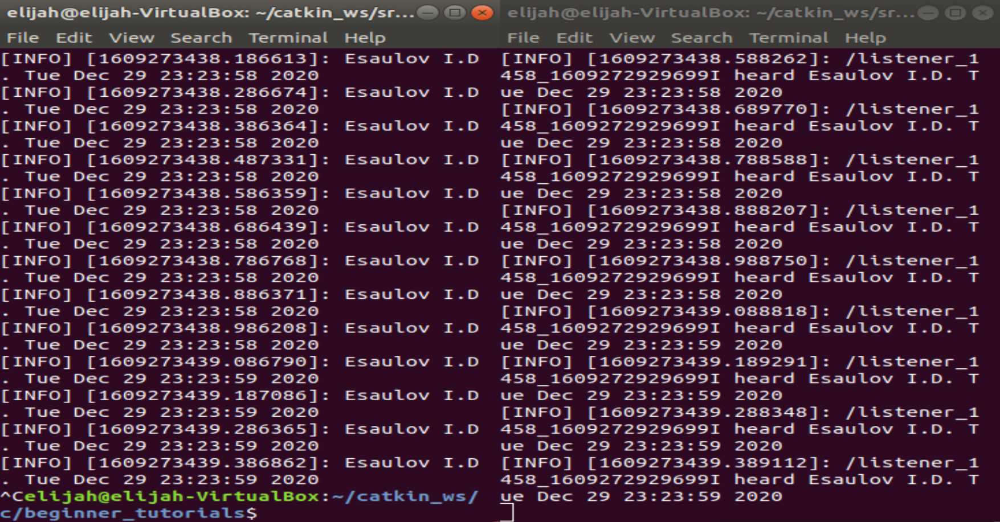 elijah@elijah-VirtualBox: ~/catkin_ws/sr...
File Edit View Search Terminal Help
[INFO] [1609273438.186613]: Esaulov I.D
. Tue Dec 29 23:23:58 2020
[INFO] [1609273438.286674]: Esaulov I.D
. Tue Dec 29 23:23:58 2020
[INFO] [1609273438.386364]: Esaulov I.D
. Tue Dec 29 23:23:58 2020
[INFO] [1609273438.487331]: Esaulov I.D
. Tue Dec 29 23:23:58 2020
[INFO] [1609273438.586359]: Esaulov I.D
. Tue Dec 29 23:23:58 2020
[INFO] [1609273438.686439]: Esaulov I.D
. Tue Dec 29 23:23:58 2020
[INFO] [1609273438.786768]: Esaulov I.D
. Tue Dec 29 23:23:58 2020
[INFO] [1609273438.886371]: Esaulov I.D
. Tue Dec 29 23:23:58 2020
[INFO] [1609273438.986208]: Esaulov I.D
. Tue Dec 29 23:23:58 2020
[INFO] [1609273439.086790]: Esaulov I.D
. Tue Dec 29 23:23:59 2020
[INFO] [1609273439.187086]: Esaulov I.D
. Tue Dec 29 23:23:59 2020
[INFO] [1609273439.286365]: Esaulov I.D
. Tue Dec 29 23:23:59 2020
[INFO] [1609273439.386862]: Esaulov I.D
. Tue Dec 29 23:23:59 2020
^Celijah@elijah-VirtualBox:~/catkin_ws/
c/beginner_tutorials$
elijah@elijah-VirtualBox: ~/catkin_ws/sr...
File Edit View Search Terminal Help
[INFO] [1609273438.588262]: /listener_1
458_1609272929699I heard Esaulov I.D. T
ue Dec 29 23:23:58 2020
[INFO] [1609273438.689770]: /listener_1
458_1609272929699I heard Esaulov I.D. T
ue Dec 29 23:23:58 2020
[INFO] [1609273438.788588]: /listener_1
458_1609272929699I heard Esaulov I.D. T
ue Dec 29 23:23:58 2020
[INFO] [1609273438.888207]: /listener_1
458_1609272929699I heard Esaulov I.D. T
ue Dec 29 23:23:58 2020
[INFO] [1609273438.988750]: /listener_1
458_1609272929699I heard Esaulov I.D. T
ue Dec 29 23:23:58 2020
[INFO] [1609273439.088818]: /listener_1
458_1609272929699I heard Esaulov I.D. T
ue Dec 29 23:23:59 2020
[INFO] [1609273439.189291]: /listener_1
458_1609272929699I heard Esaulov I.D. T
ue Dec 29 23:23:59 2020
[INFO] [1609273439.288348]: /listener_1
458_1609272929699I heard Esaulov I.D. T
ue Dec 29 23:23:59 2020
[INFO] [1609273439.389112]: /listener_1
458_1609272929699I heard Esaulov I.D. T
ue Dec 29 23:23:59 2020